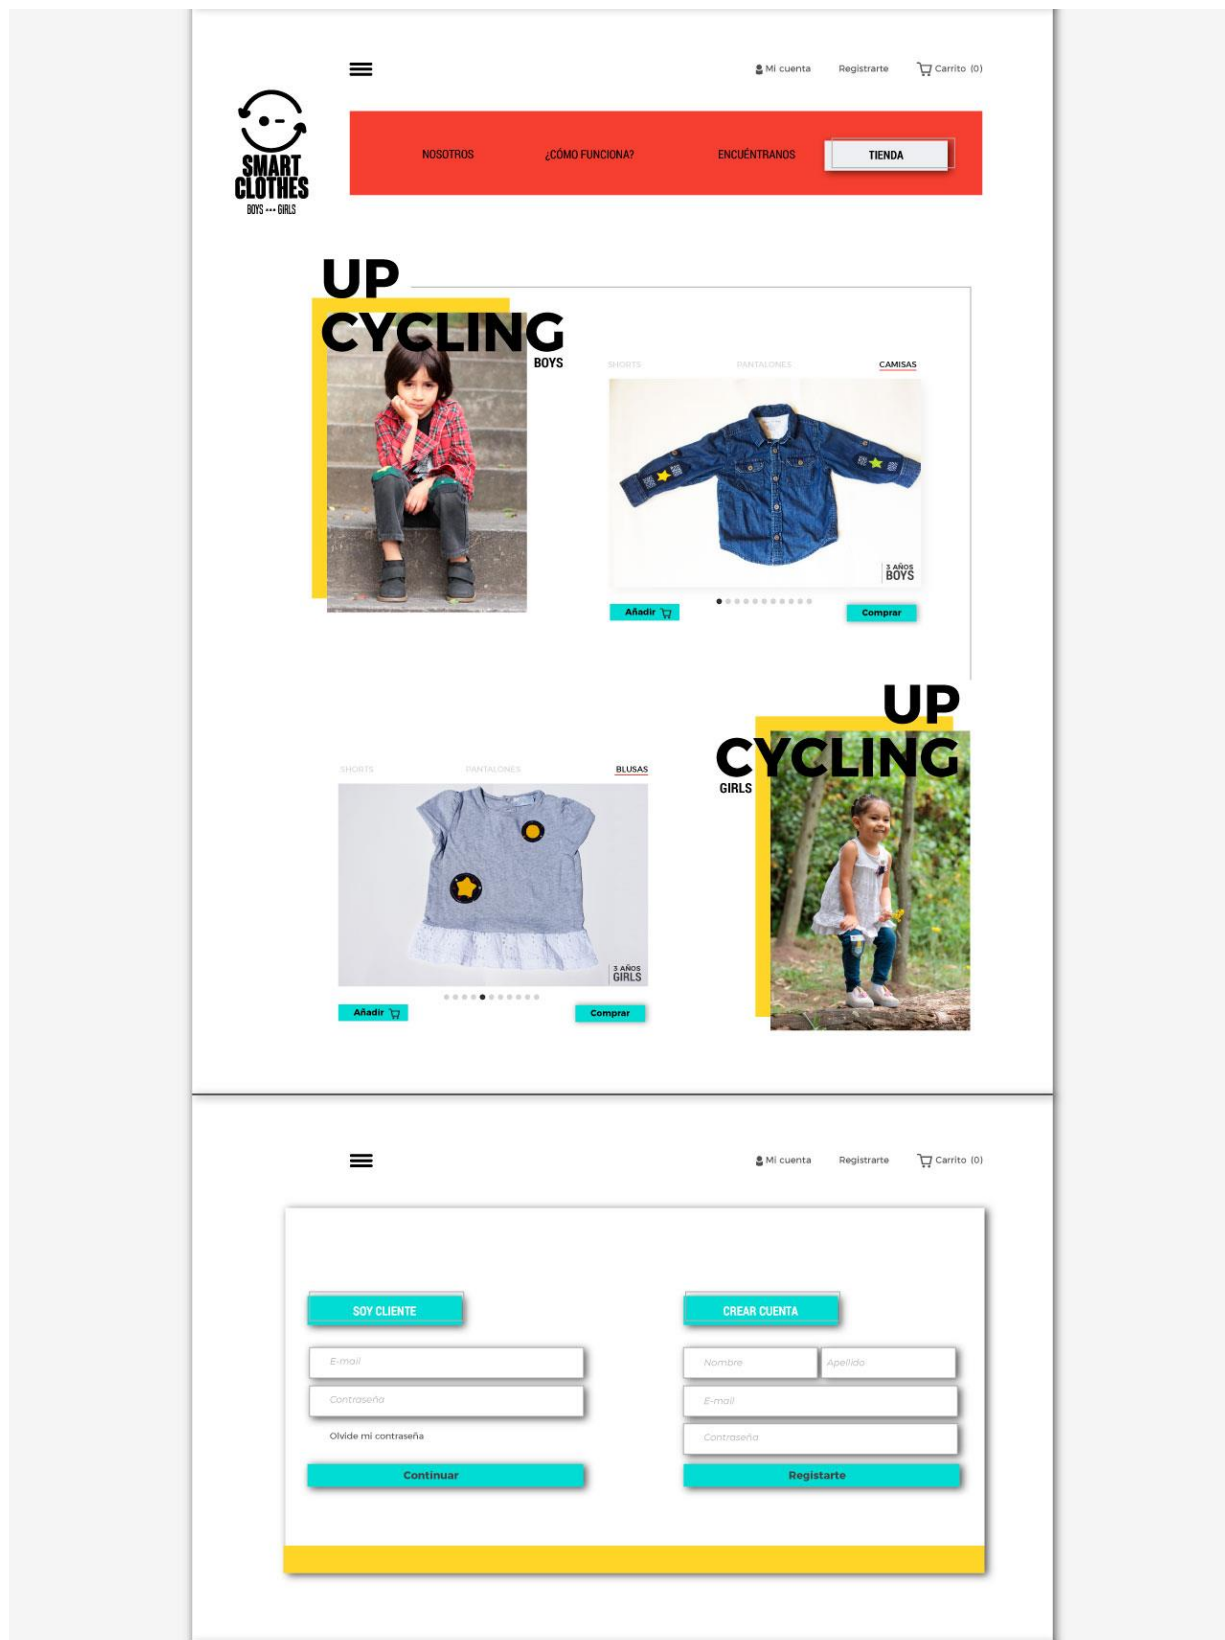 Mi cuenta Registrarte Carrito (0)
SMART
CLOTHES
BOYS --- GIRLS
NOSOTROS ¿CÓMO FUNCIONA? ENCUÉNTRANOS TIENDA
UP
CYCLING
BOYS
SHORTS PANTALONES CAMISAS
3 AÑOS
BOYS
Añadir Comprar
UP
CYCLING
GIRLS
SHORTS PANTALONES BLUSAS
3 AÑOS
GIRLS
Añadir Comprar
Mi cuenta Registrarte Carrito (0)
SOY CLIENTE
E-mail
Contraseña
Olvide mi contraseña
Continuar
CREAR CUENTA
Nombre Apellido
E-mail
Contraseña
Registarte